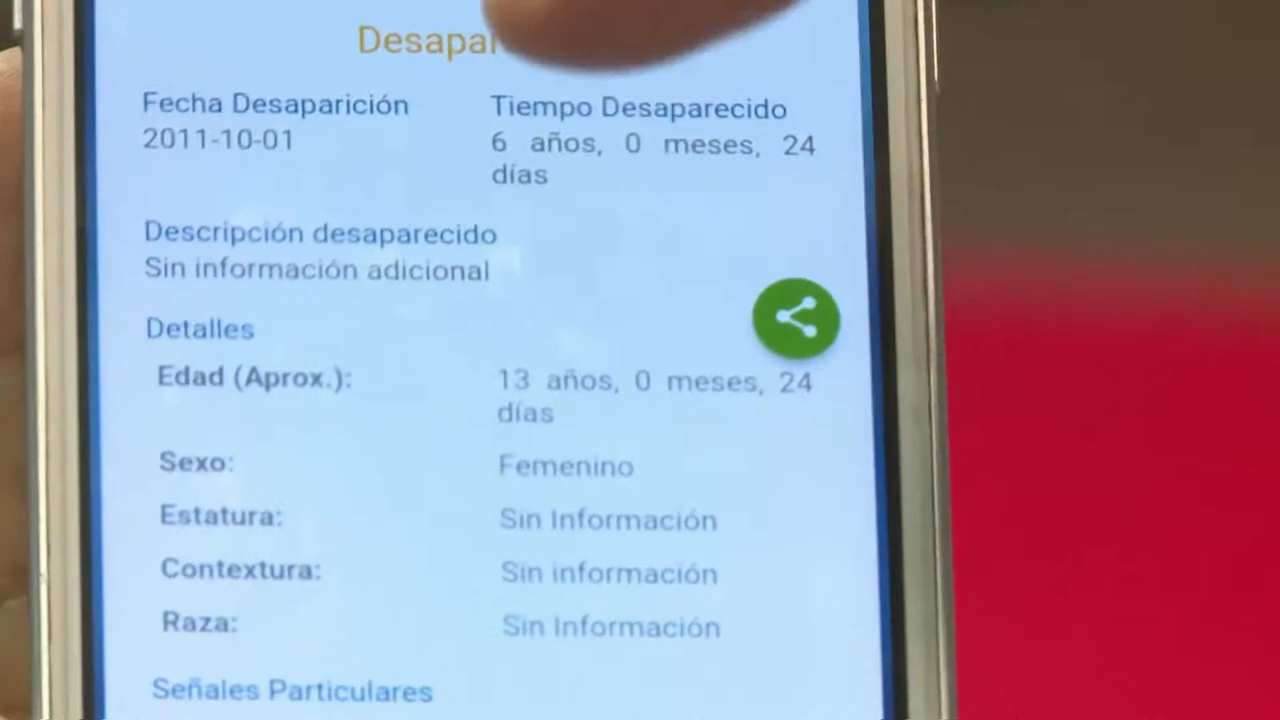 Fecha Desaparición
2011-10-01
Tiempo Desaparecido
6 años, 0 meses, 24
días
Descripción desaparecido
Sin información adicional
Detalles
Edad (Aprox.):
13 años, 0 meses, 24
días
Sexo:
Femenino
Estatura:
Sin Información
Contextura:
Sin información
Raza:
Sin Información
Señales Particulares